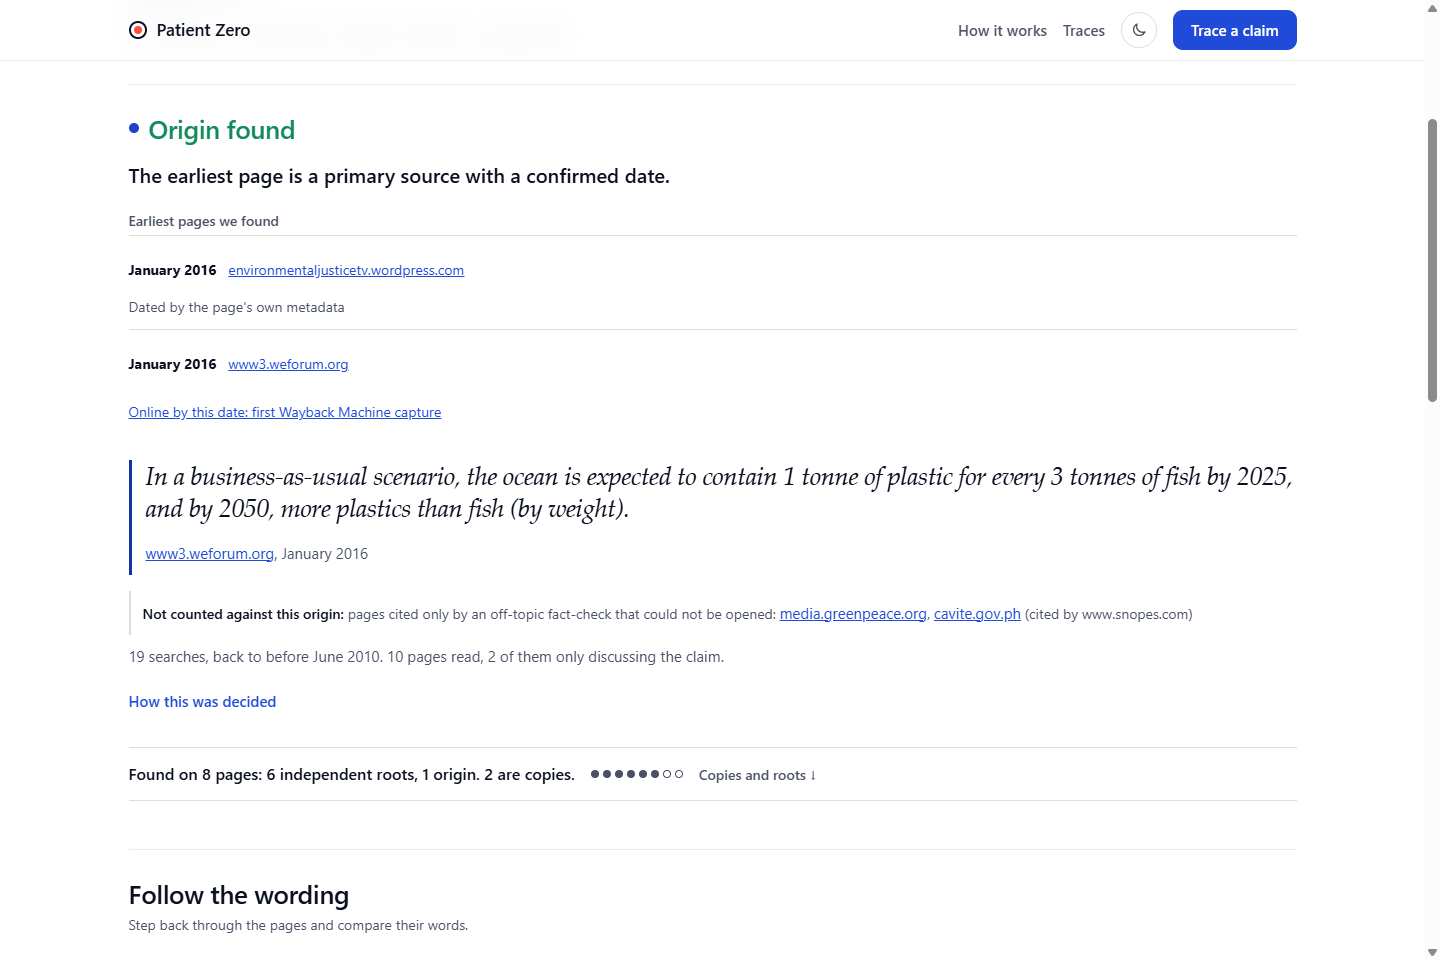 Patient Zero
How it works
Traces
Trace a claim
Origin found
The earliest page is a primary source with a confirmed date.
Earliest pages we found
January 2016 environmentaljusticetv.wordpress.com
Dated by the page's own metadata
January 2016 www3.weforum.org
Online by this date: first Wayback Machine capture
In a business-as-usual scenario, the ocean is expected to contain 1 tonne of plastic for every 3 tonnes of fish by 2025,
and by 2050, more plastics than fish (by weight).
www3.weforum.org, January 2016
Not counted against this origin: pages cited only by an off-topic fact-check that could not be opened: media.greenpeace.org, cavite.gov.ph (cited by www.snopes.com)
19 searches, back to before June 2010. 10 pages read, 2 of them only discussing the claim.
How this was decided
Found on 8 pages: 6 independent roots, 1 origin. 2 are copies.
Copies and roots ↓
Follow the wording
Step back through the pages and compare their words.